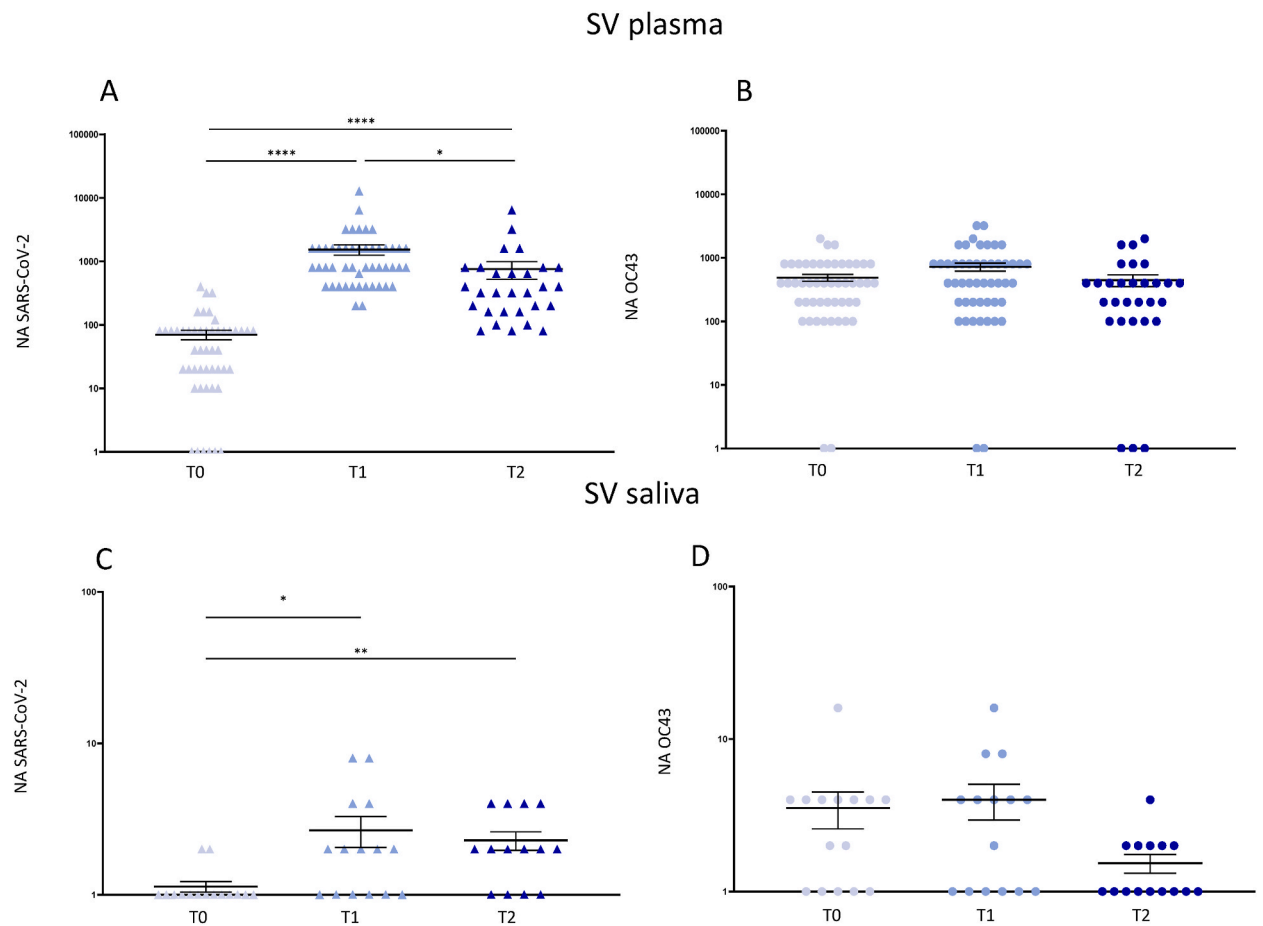 SV plasma
A
B
****
****
*
100000
10000
1000
100
10
1
NA SARS-CoV-2
T0
T1
T2
100000
10000
1000
100
10
1
NA OC43
T0
T1
T2
SV saliva
C
D
*
**
100
10
1
NA SARS-CoV-2
T0
T1
T2
100
10
1
NA OC43
T0
T1
T2